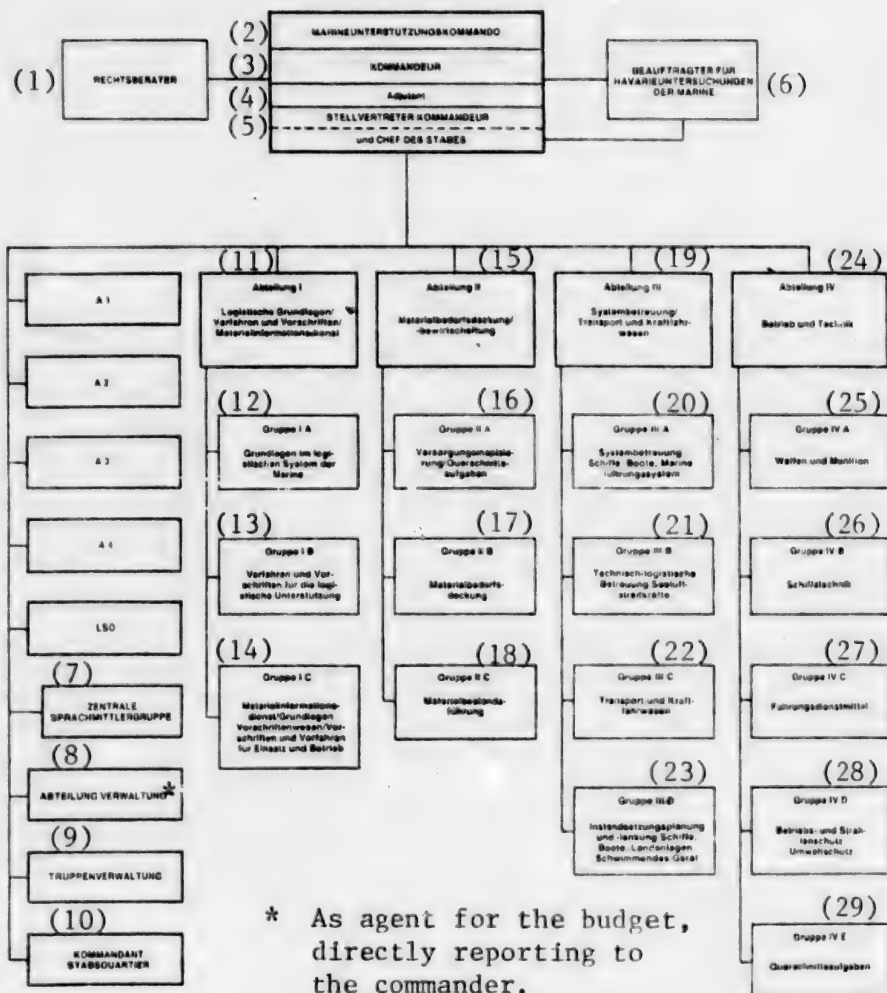 (2) MARINEUNTERSTÜTZUNGSKOMMANDO
(1) RECHTSBERATER
(3) KOMMANDEUR
(4) Adjutant
(5) STELLVERTRETER KOMMANDEUR
und CHEF DES STABES
BEAUFTRAGTER FÜR
HAVARIEUNTERSUCHUNGEN
DER MARINE
(6)
A 1
A 2
A 3
A 4
LSO
(7)
ZENTRALE
SPRACHMITTLERGRUPPE
(8)
ABTEILUNG VERWALTUNG *
(9)
TRUPPENVERWALTUNG
(10)
KOMMANDANT
STABSQUARTIER
(11)
Abteilung I
Logistische Grundlagen/
Verfahren und Vorschriften/
(12)
Gruppe I A
Grundlagen im logi-
stischen System der
Marine
(13)
Gruppe I B
Verfahren und Vor-
schriften für die logi-
stische Unterstützung
(14)
Gruppe I C
Materialinformations-
dienst/Grundlagen
Vorschriftenwesen/Vor-
schriften und Verfahren
für Einsatz und Betrieb
(15)
Abteilung II
Materialbedarfsdeckung/
-bewirtschaftung
(16)
Gruppe II A
rung/Querschnitts-
aufgaben
(17)
Gruppe II B
Materialbedarfs-
deckung
(18)
Gruppe II C
Materialbestands-
führung
(19)
Abteilung III
Systembetreuung/
Transport und Kraftfahr-
wesen
(20)
Gruppe III A
Systembetreuung
Schiffe, Boote, Marine
führungssystem
(21)
Gruppe III B
Technisch-logistische
Betreuung Seeluft-
streitkräfte
(22)
Gruppe III C
Transport und Kraft-
fahrwesen
(23)
Gruppe III D
Instandsetzungsplanung
und -lenkung Schiffe,
Boote, Landanlagen
Schwimmendes Gerät
(24)
Abteilung IV
Betrieb und Technik
(25)
Gruppe IV A
Waffen und Munition
(26)
Gruppe IV B
Schiffstechnik
(27)
Gruppe IV C
Führungsdienstmittel
(28)
Gruppe IV D
Betriebs- und Strah-
lenschutz
Umweltschutz
(29)
Gruppe IV E
Querschnittsaufgaben
* As agent for the budget,
directly reporting to
the commander.